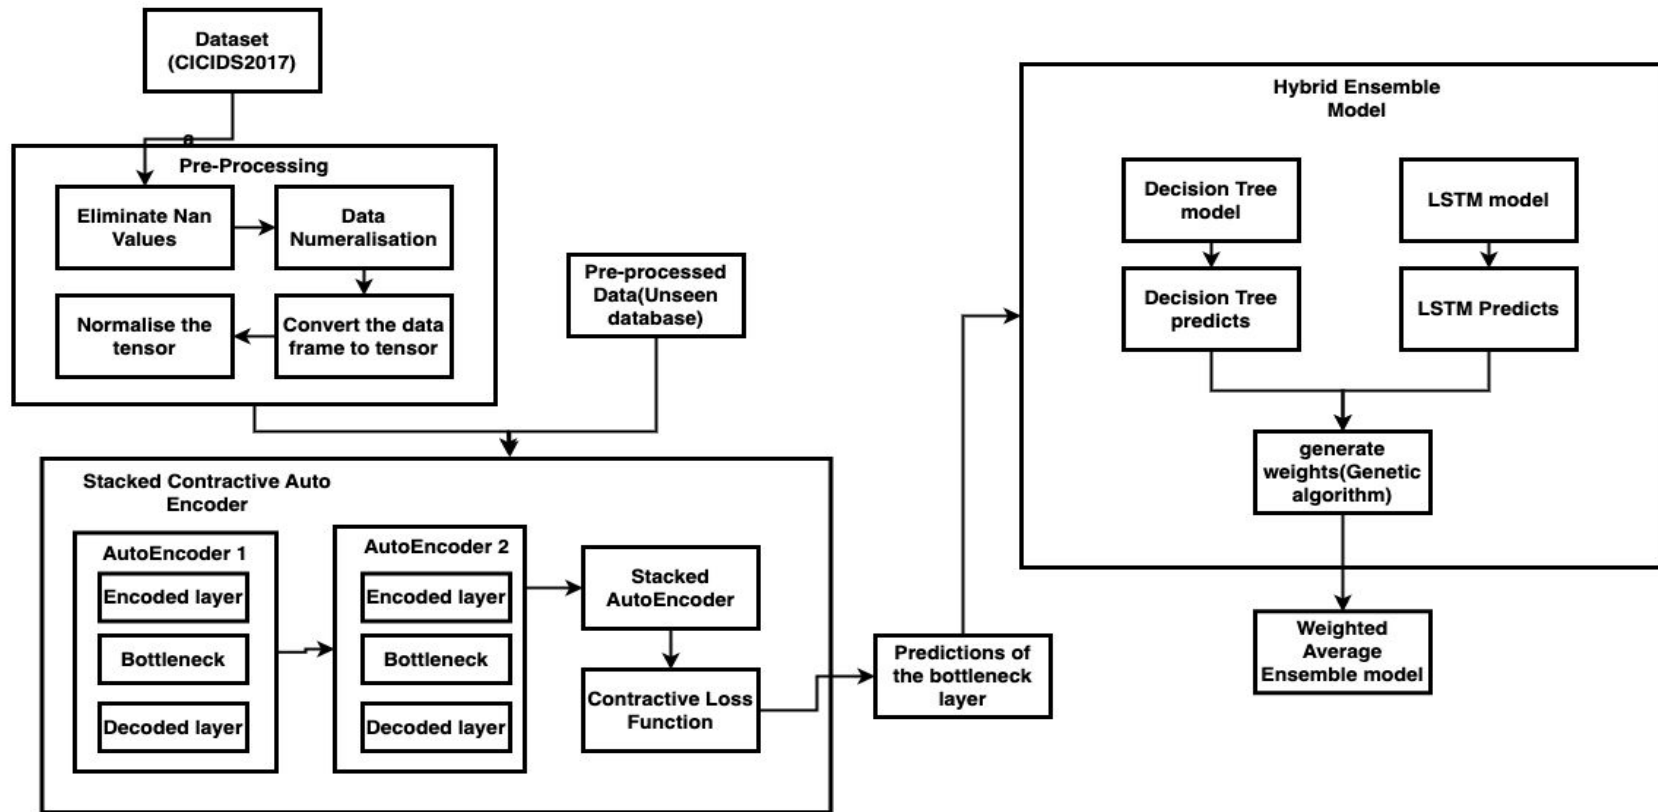 Dataset
(CICIDS2017)
a
Pre-Processing
Eliminate Nan
Values
Data
Numeralisation
Normalise the
tensor
Convert the data
frame to tensor
Pre-processed
Data(Unseen
database)
Stacked Contractive Auto
Encoder
AutoEncoder 1
Encoded layer
Bottleneck
Decoded layer
AutoEncoder 2
Encoded layer
Bottleneck
Decoded layer
Stacked
AutoEncoder
Contractive Loss
Function
Predictions of
the bottleneck
layer
Hybrid Ensemble
Model
Decision Tree
model
LSTM model
Decision Tree
predicts
LSTM Predicts
generate
weights(Genetic
algorithm)
Weighted
Average
Ensemble model